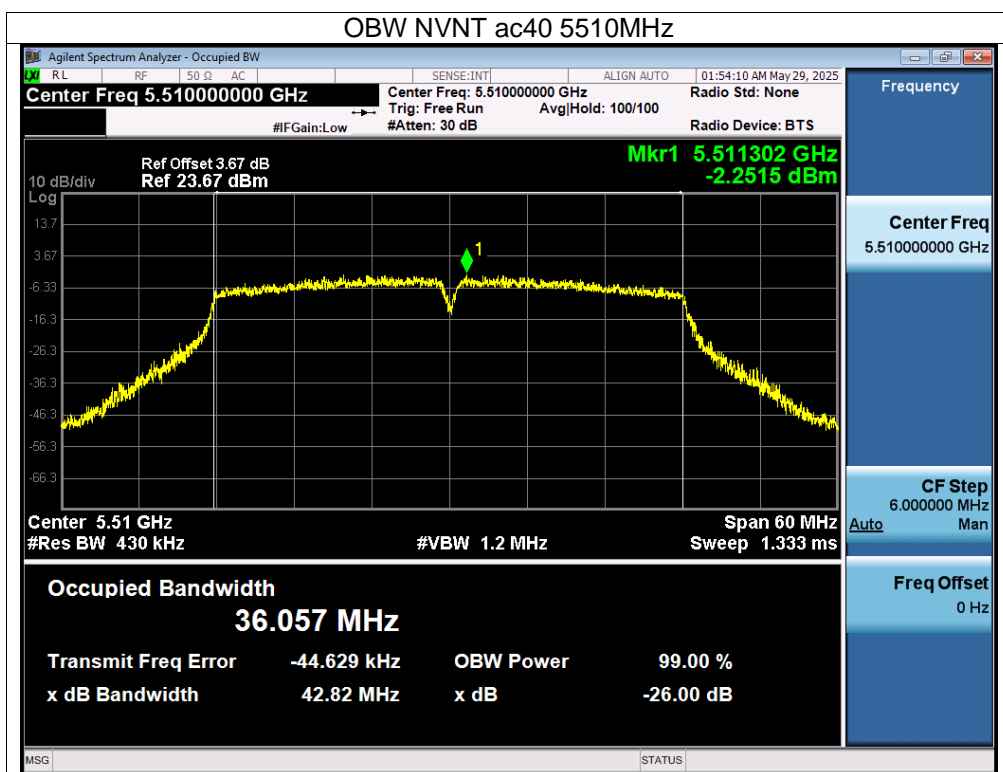 OBW NVNT ac40 5510MHz
Agilent Spectrum Analyzer - Occupied BW
LXI RL RF 50 Ω AC SENSE:INT ALIGN AUTO 01:54:10 AM May 29, 2025
Center Freq 5.510000000 GHz
Center Freq: 5.510000000 GHz Radio Std: None
Trig: Free Run Avg|Hold: 100/100
#IFGain:Low #Atten: 30 dB Radio Device: BTS
Ref Offset 3.67 dB Mkr1 5.511302 GHz
10 dB/div Ref 23.67 dBm -2.2515 dBm
Log
13.7
3.67
1
-6.33
-16.3
-26.3
-36.3
-46.3
-56.3
-66.3
Center 5.51 GHz Span 60 MHz
#Res BW 430 kHz #VBW 1.2 MHz Sweep 1.333 ms
Occupied Bandwidth
36.057 MHz
Transmit Freq Error -44.629 kHz OBW Power 99.00 %
x dB Bandwidth 42.82 MHz x dB -26.00 dB
Frequency
Center Freq
5.510000000 GHz
CF Step
6.000000 MHz
Auto Man
Freq Offset
0 Hz
MSG STATUS